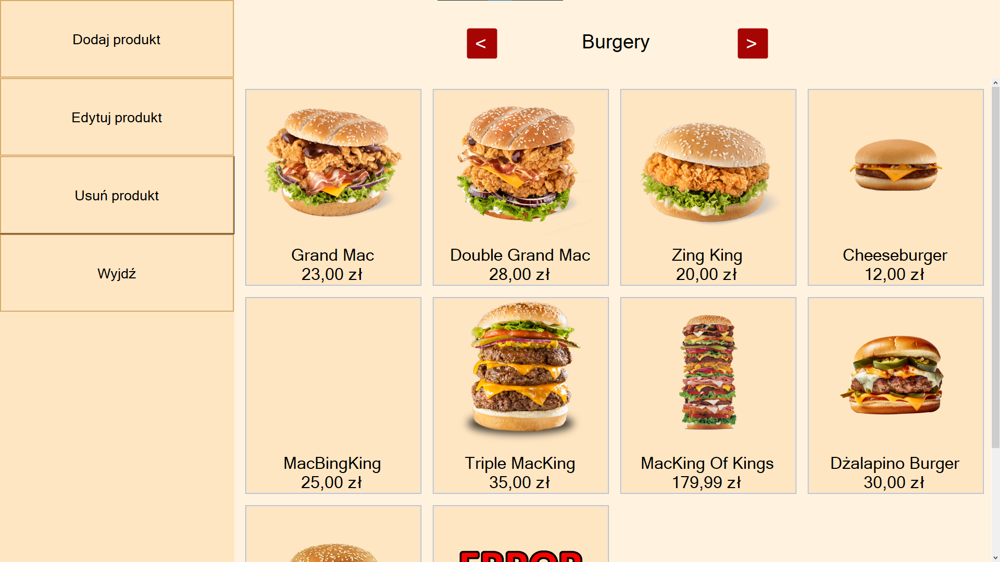 Dodaj produkt
Edytuj produkt
Usuń produkt
Wyjdź
<
Burgery
>
Grand Mac
23,00 zł
Double Grand Mac
28,00 zł
Zing King
20,00 zł
Cheeseburger
12,00 zł
MacBingKing
25,00 zł
Triple MacKing
35,00 zł
MacKing Of Kings
179,99 zł
Dżalapino Burger
30,00 zł
ERROR